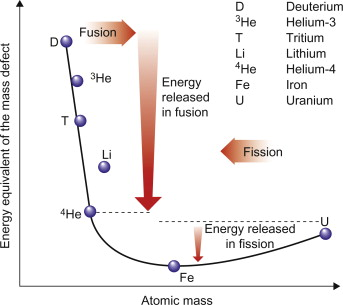 D Deuterium
³He Helium-3
T Tritium
Li Lithium
⁴He Helium-4
Fe Iron
U Uranium
Fusion
D
³He
Energy
released
in fusion
T
Li
Fission
⁴He
Energy released
in fission
U
Fe
Energy equivalent of the mass defect
Atomic mass